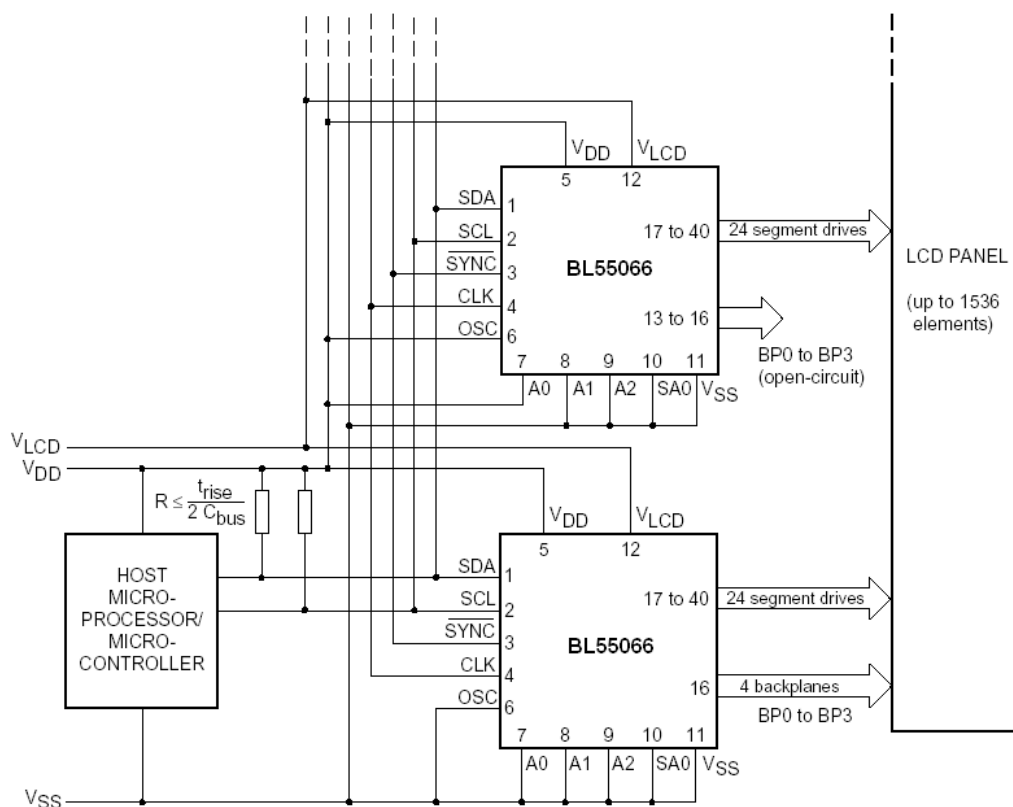 VDD
VLCD
5
12
SDA
1
17 to 40
24 segment drives
SCL
2
SYNC
3
BL55066
CLK
4
13 to 16
OSC
6
BP0 to BP3
(open-circuit)
7
8
9
10
11
A0
A1
A2
SA0
VSS
LCD PANEL
(up to 1536
elements)
VLCD
VDD
R ≤ trise
2 Cbus
HOST
MICRO-
PROCESSOR/
MICRO-
CONTROLLER
VDD
VLCD
5
12
SDA
1
17 to 40
24 segment drives
SCL
2
SYNC
3
BL55066
CLK
4
16
4 backplanes
OSC
6
BP0 to BP3
7
8
9
10
11
A0
A1
A2
SA0
VSS
VSS